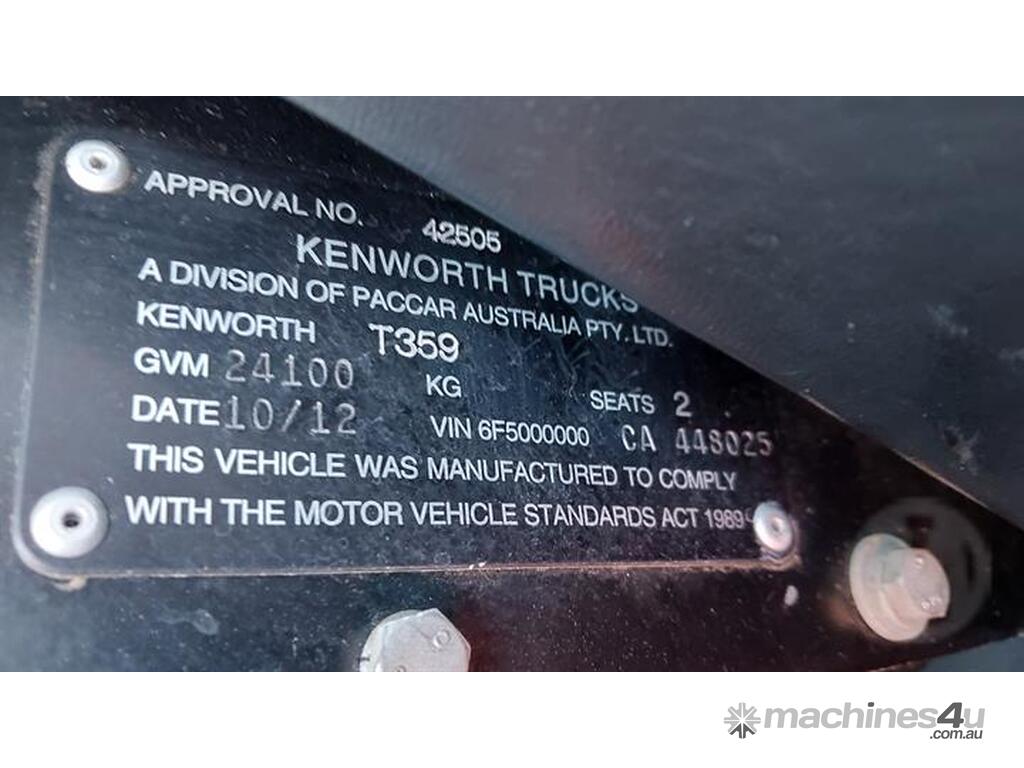 APPROVAL NO. 42505
KENWORTH TRUCKS
A DIVISION OF PACCAR AUSTRALIA PTY. LTD.
KENWORTH T359
GVM 24100 KG SEATS 2
DATE 10/12 VIN 6F5000000 CA 448025
THIS VEHICLE WAS MANUFACTURED TO COMPLY
WITH THE MOTOR VEHICLE STANDARDS ACT 1989
machines4u
.com.au